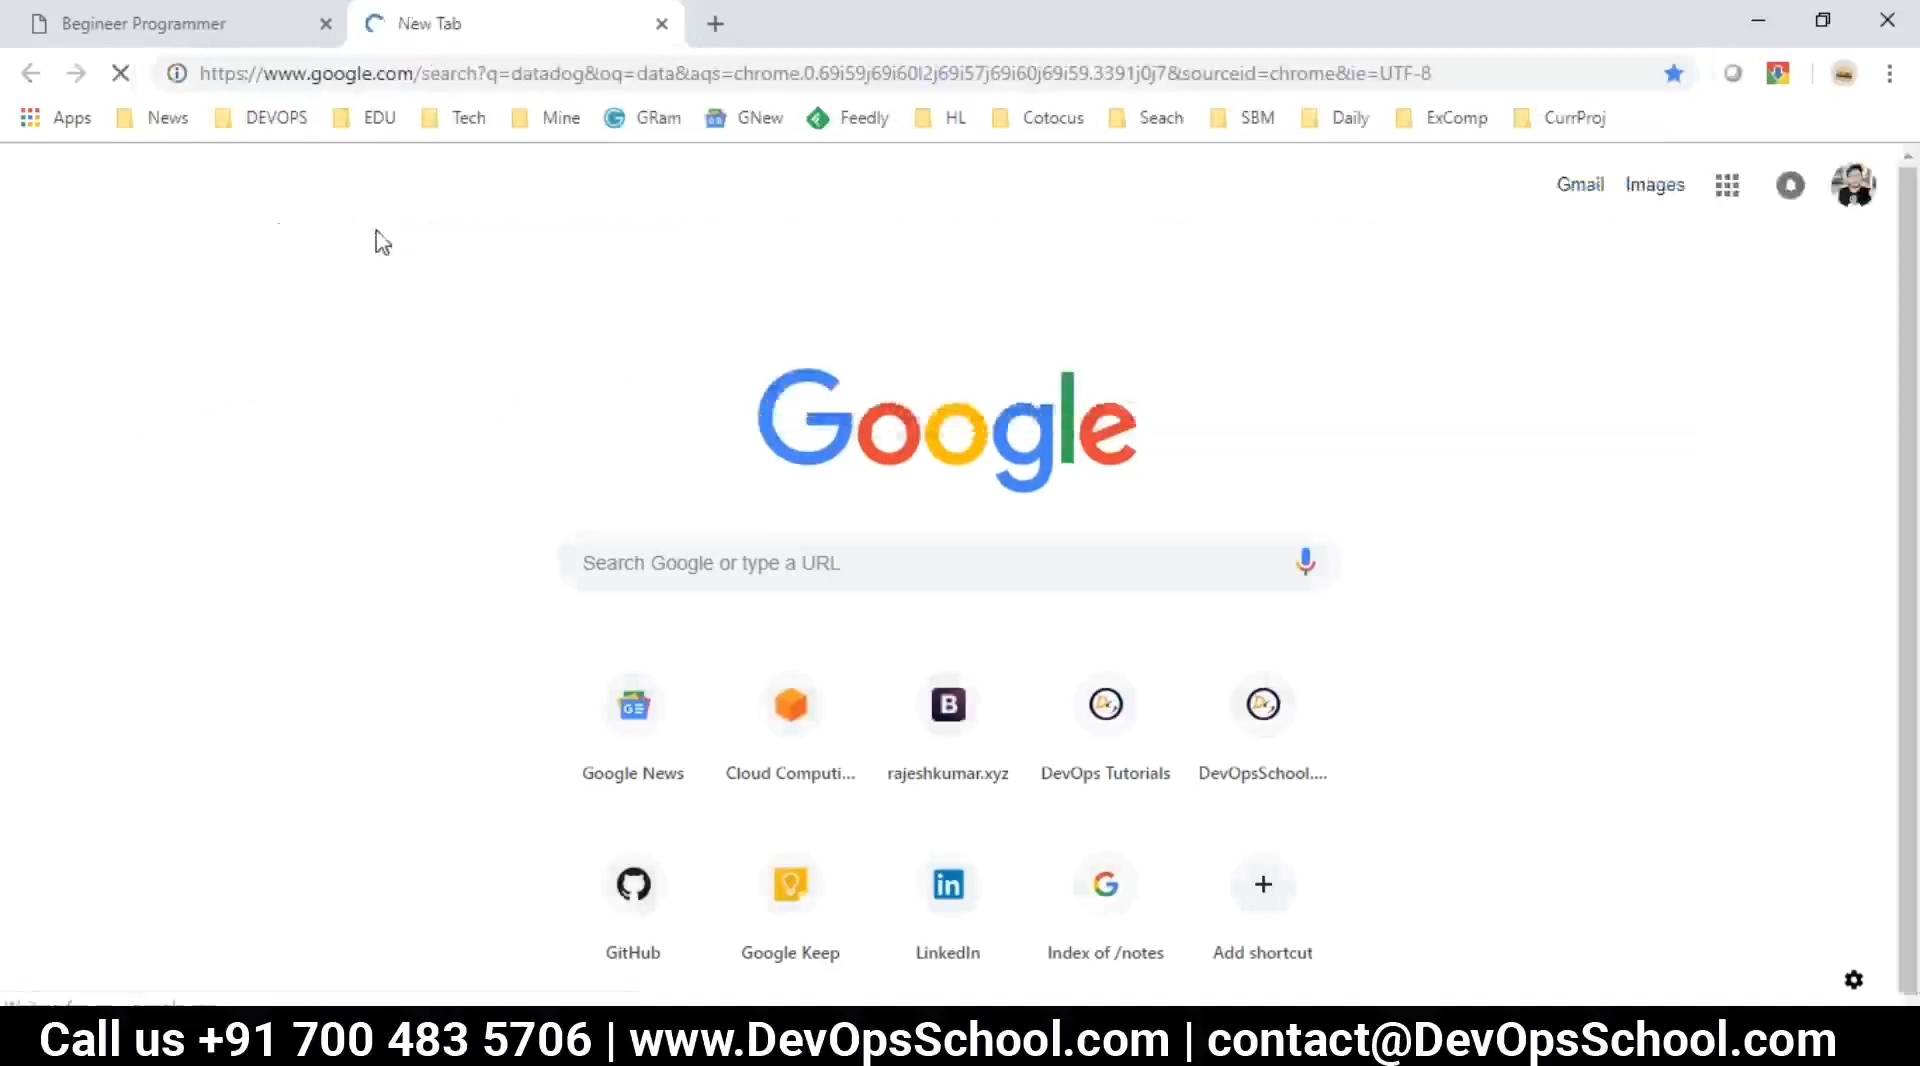 Begineer Programmer
New Tab
https://www.google.com/search?q=datadog&oq=data&aqs=chrome.0.69i59j69i60l2j69i57j69i60j69i59.3391j0j7&sourceid=chrome&ie=UTF-8
Apps News DEVOPS EDU Tech Mine GRam GNew Feedly HL Cotocus Seach SBM Daily ExComp CurrProj
Gmail Images
Google
Search Google or type a URL
Google News Cloud Computi... rajeshkumar.xyz DevOps Tutorials DevOpsSchool....
GitHub Google Keep LinkedIn Index of /notes Add shortcut
Call us +91 700 483 5706 | www.DevOpsSchool.com | contact@DevOpsSchool.com